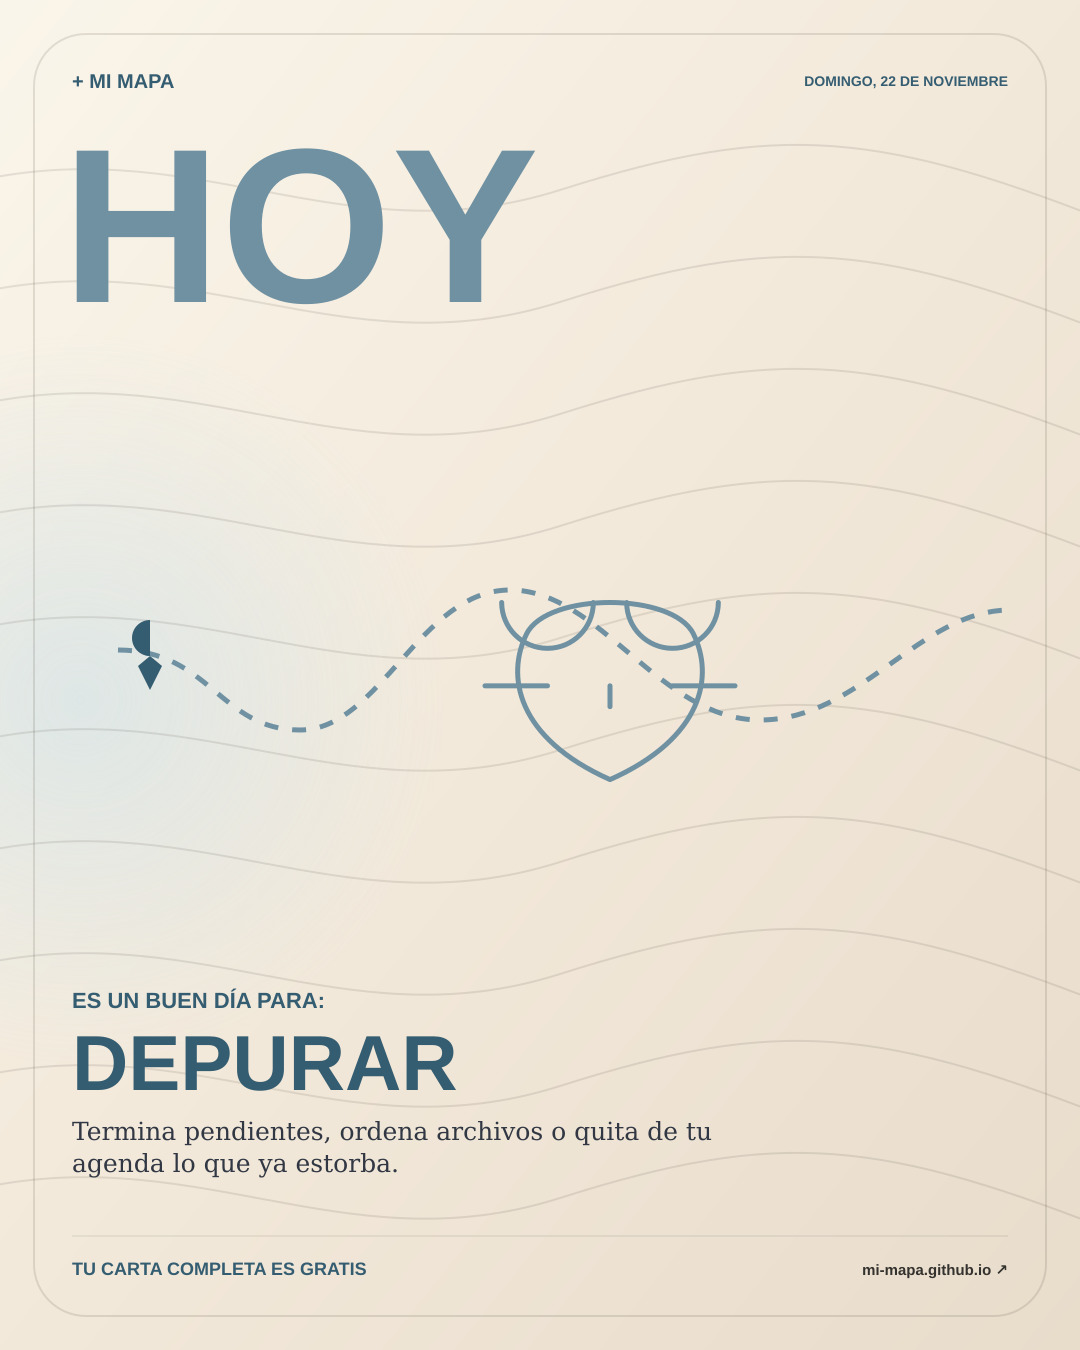 + MI MAPA
DOMINGO, 22 DE NOVIEMBRE
HOY
ES UN BUEN DÍA PARA:
DEPURAR
Termina pendientes, ordena archivos o quita de tu
agenda lo que ya estorba.
TU CARTA COMPLETA ES GRATIS
mi-mapa.github.io ↗